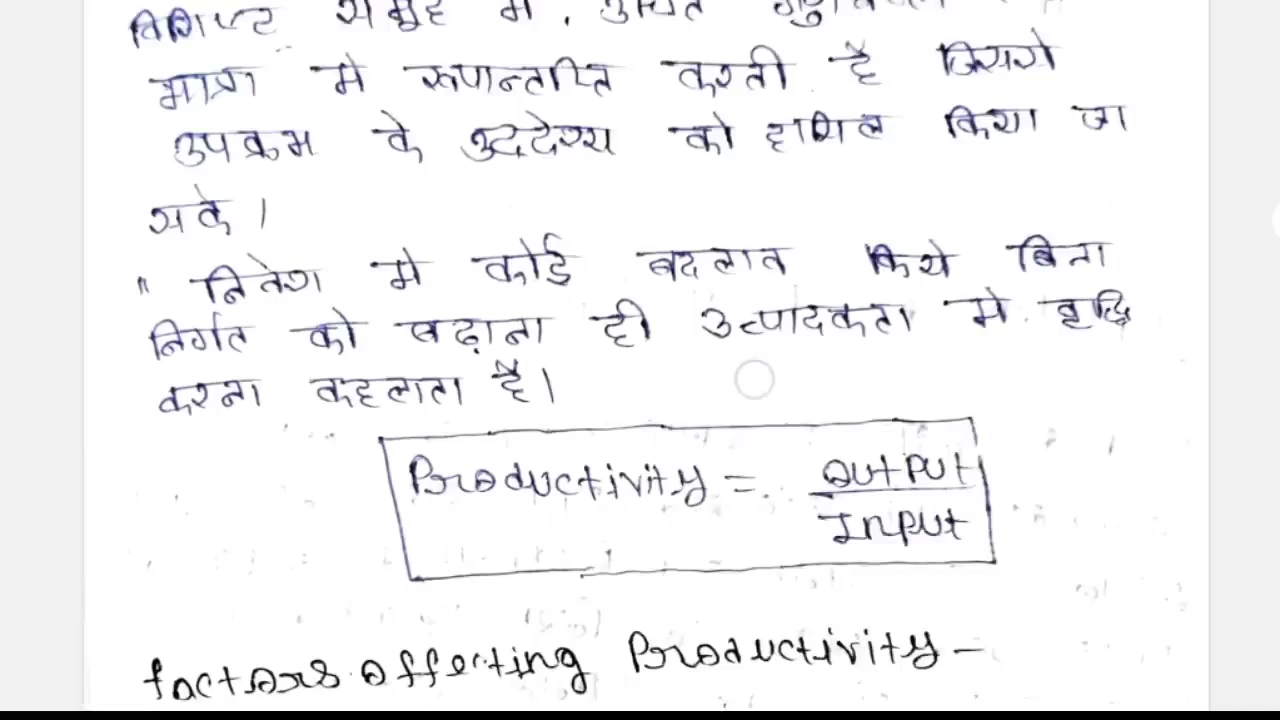 विशिष्ट समूह में, उचित
मात्रा मे रूपान्तरित करती है जिससे
उपक्रम के उद्देश्य को हासिल किया जा
सके।
" निवेश मे कोई बदलाव किये बिना
निर्गत को बढ़ाना ही उत्पादकता मे वृद्धि
करना कहलाता है।
Productivity = Output
Input
factors affecting Productivity -